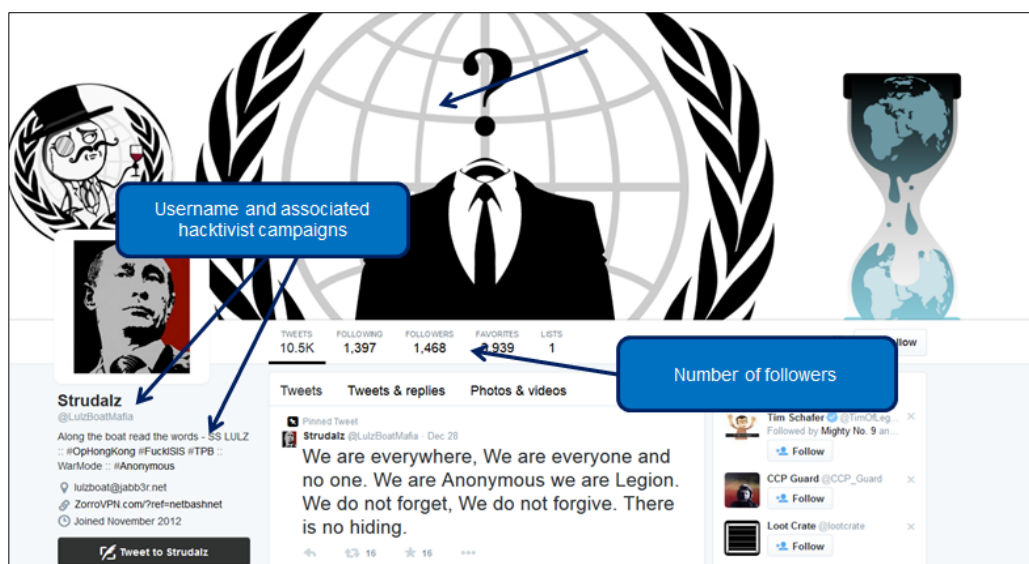 ?
Username and associated
hacktivist campaigns
TWEETS FOLLOWING FOLLOWERS FAVORITES LISTS
10.5K 1,397 1,468 3,939 1
Number of followers
Tweets Tweets & replies Photos & videos
Strudalz
@LulzBoatMafia
Along the boat read the words - SS LULZ
:: #OpHongKong #FuckISIS #TPB ::
WarMode :: #Anonymous
lulzboat@jabb3r.net
ZorroVPN.com/?ref=netbashnet
Joined November 2012
Tweet to Strudalz
Pinned Tweet
Strudalz @LulzBoatMafia · Dec 28
We are everywhere, We are everyone and
no one. We are Anonymous we are Legion.
We do not forget, We do not forgive. There
is no hiding.
16 16
Tim Schafer @TimOfLeg...
Followed by Mighty No. 9 an...
Follow
CCP Guard @CCP_Guard
Follow
Loot Crate @lootcrate
Follow